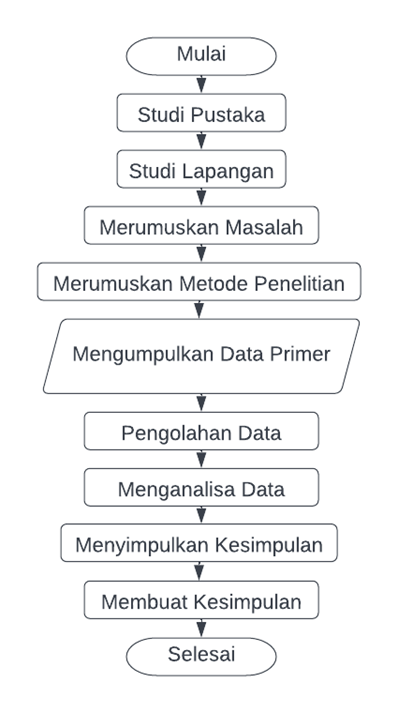 Mulai
Studi Pustaka
Studi Lapangan
Merumuskan Masalah
Merumuskan Metode Penelitian
Mengumpulkan Data Primer
Pengolahan Data
Menganalisa Data
Menyimpulkan Kesimpulan
Membuat Kesimpulan
Selesai